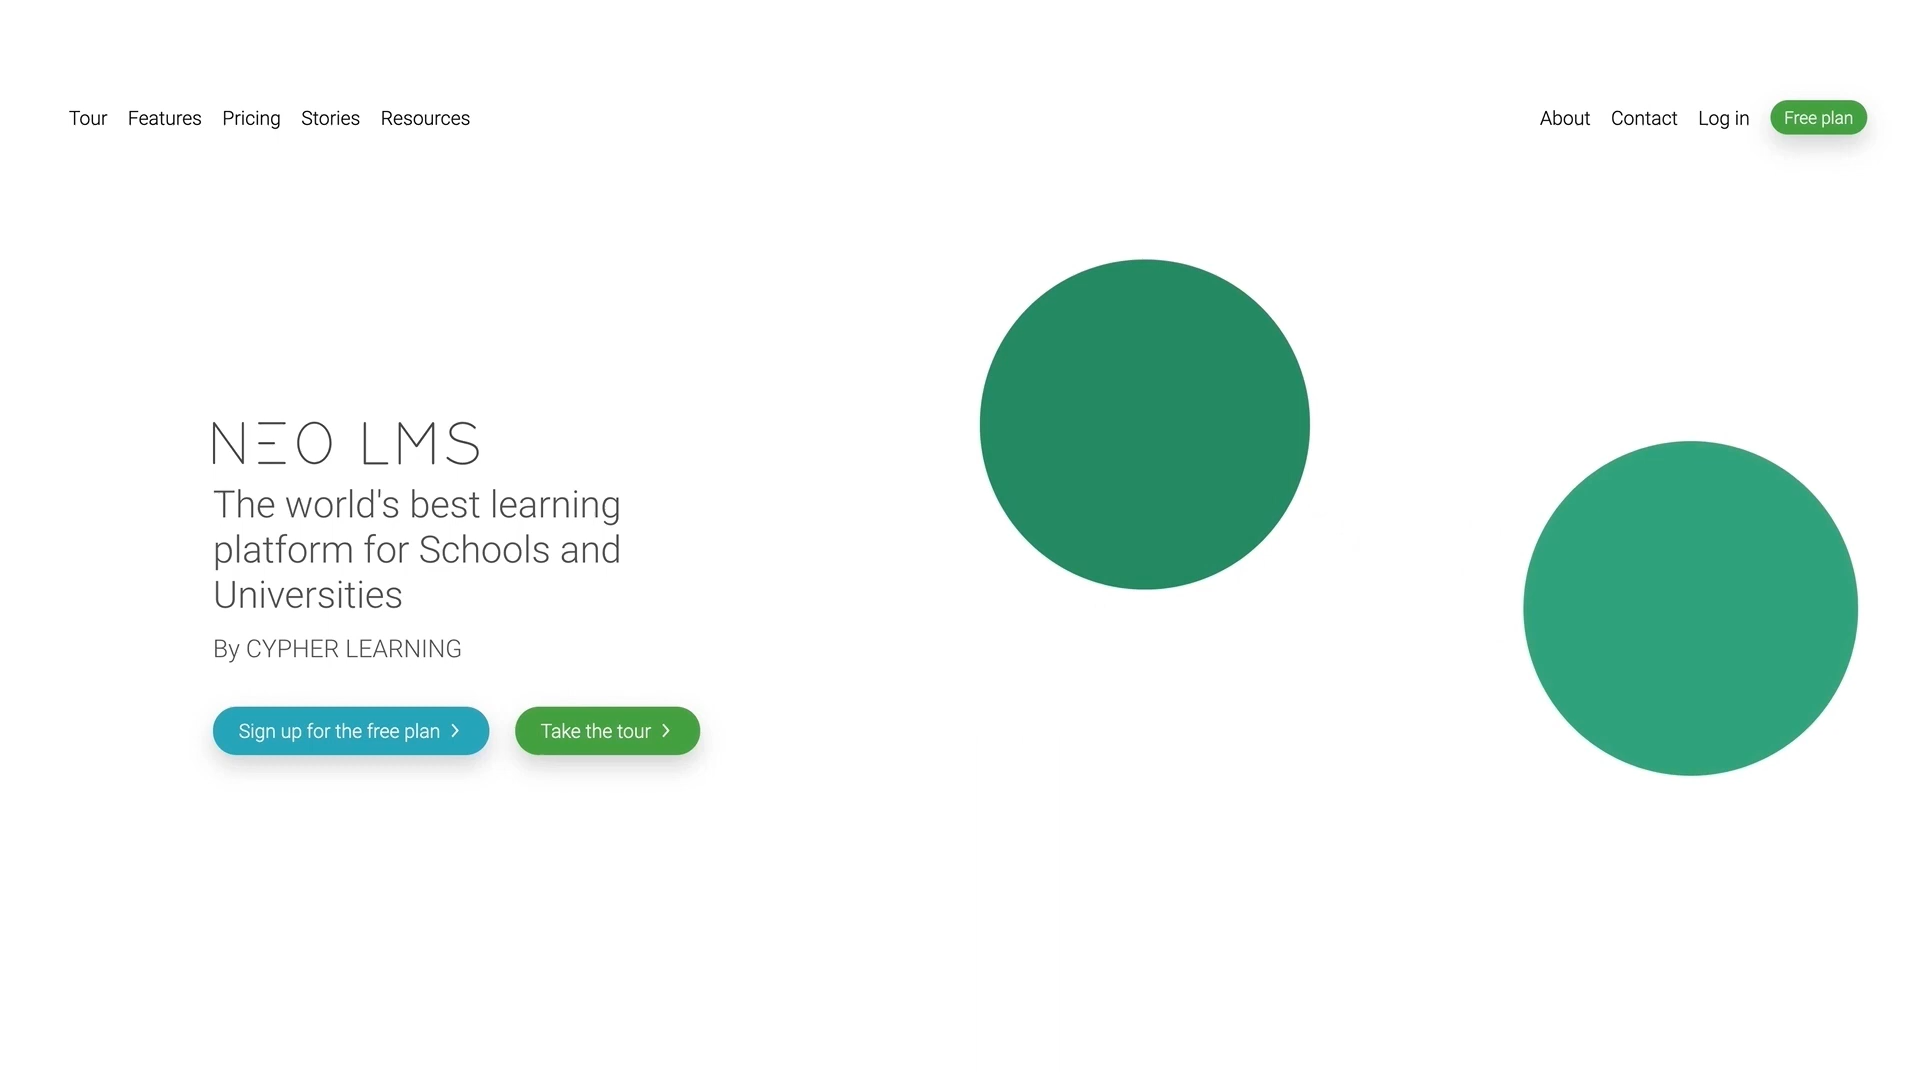 Tour Features Pricing Stories Resources About Contact Log in Free plan
NEO LMS
The world's best learning
platform for Schools and
Universities
By CYPHER LEARNING
Sign up for the free plan Take the tour